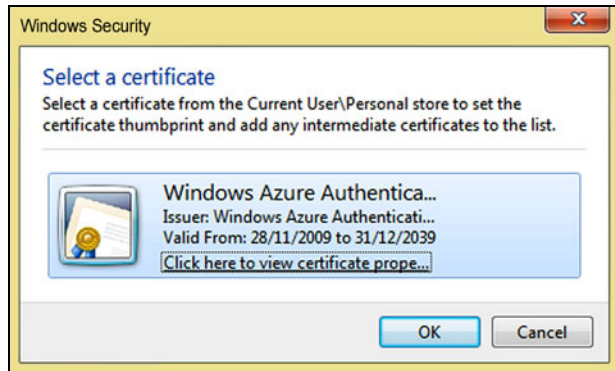 Windows Security
Select a certificate
Select a certificate from the Current User\Personal store to set the
certificate thumbprint and add any intermediate certificates to the list.
Windows Azure Authentica...
Issuer: Windows Azure Authenticati...
Valid From: 28/11/2009 to 31/12/2039
Click here to view certificate prope...
OK Cancel